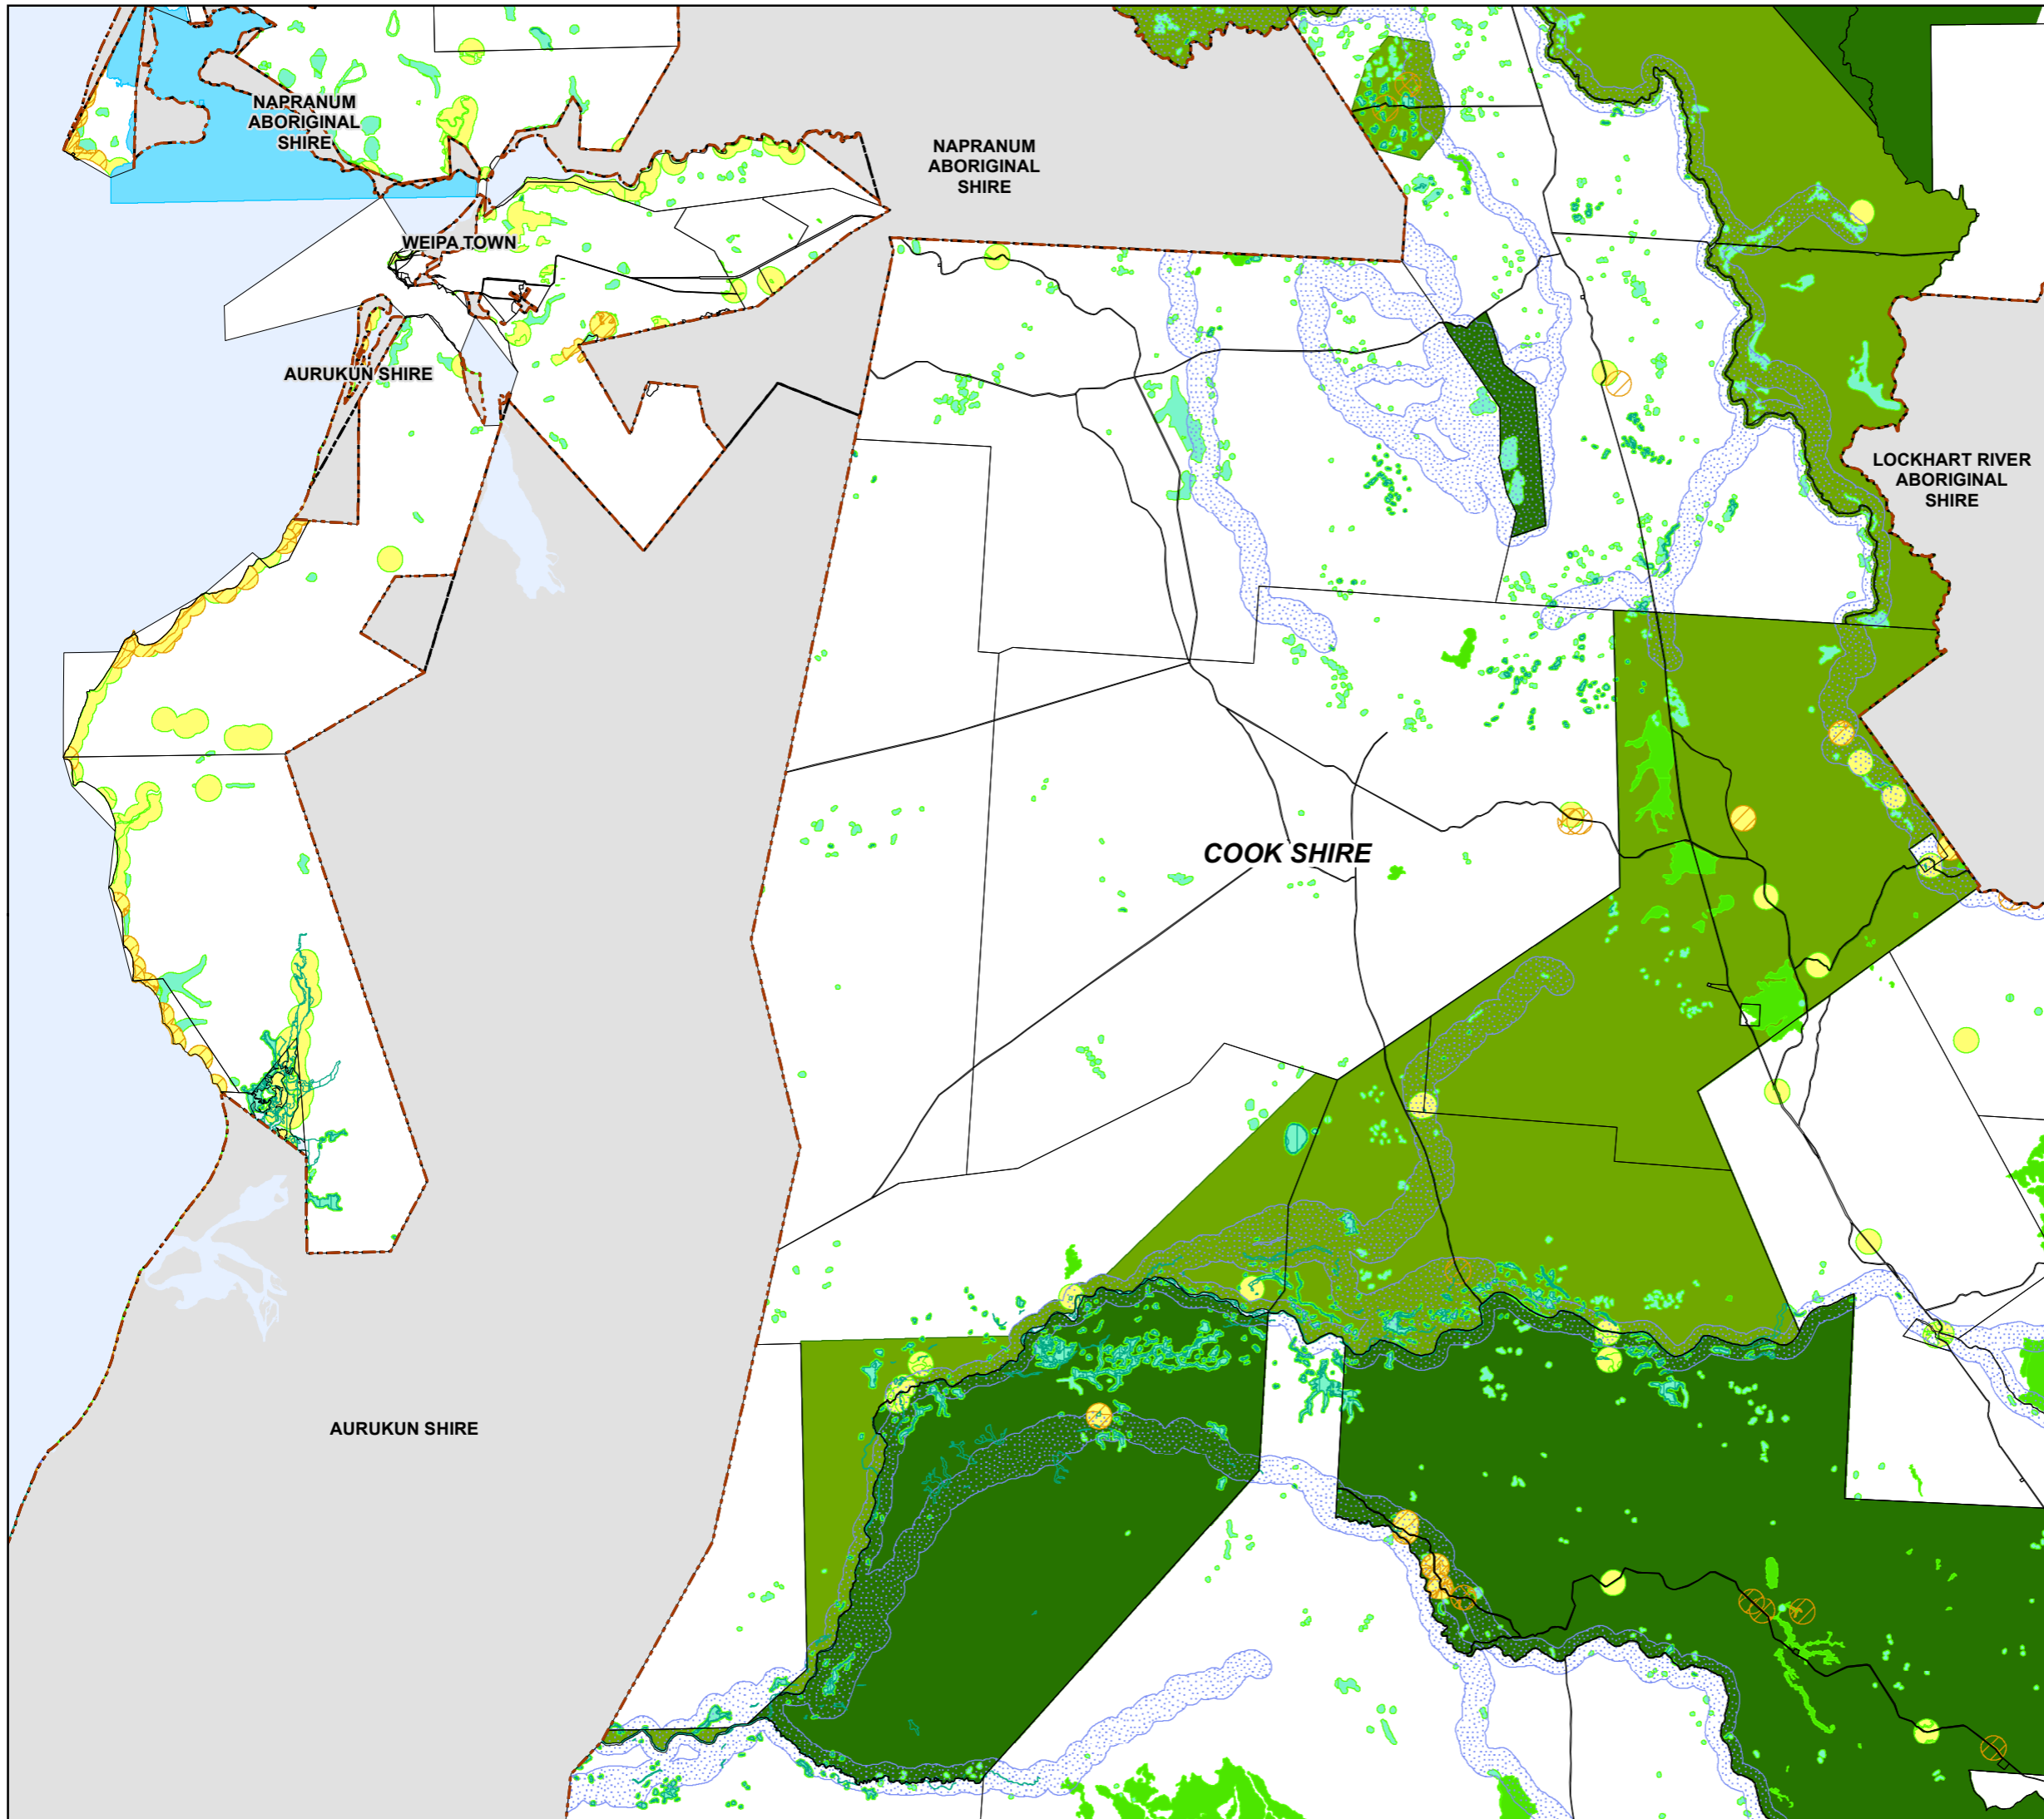 NAPRANUM
ABORIGINAL
SHIRE
NAPRANUM
ABORIGINAL
SHIRE
WEIPA TOWN
AURUKUN SHIRE
LOCKHART RIVER
ABORIGINAL
SHIRE
COOK SHIRE
AURUKUN SHIRE